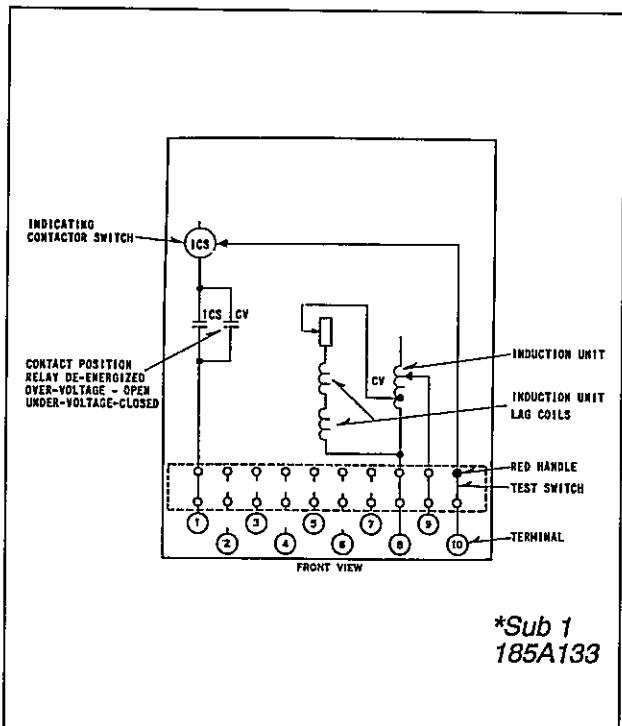 INDICATING
CONTACTOR SWITCH
ICS
ICS CV
CONTACT POSITION
RELAY DE-ENERGIZED
OVER-VOLTAGE - OPEN
UNDER-VOLTAGE-CLOSED
INDUCTION UNIT
CV
INDUCTION UNIT
LAG COILS
RED HANDLE
TEST SWITCH
1 3 5 7 9
2 4 6 8 10
TERMINAL
FRONT VIEW
*Sub 1
185A133